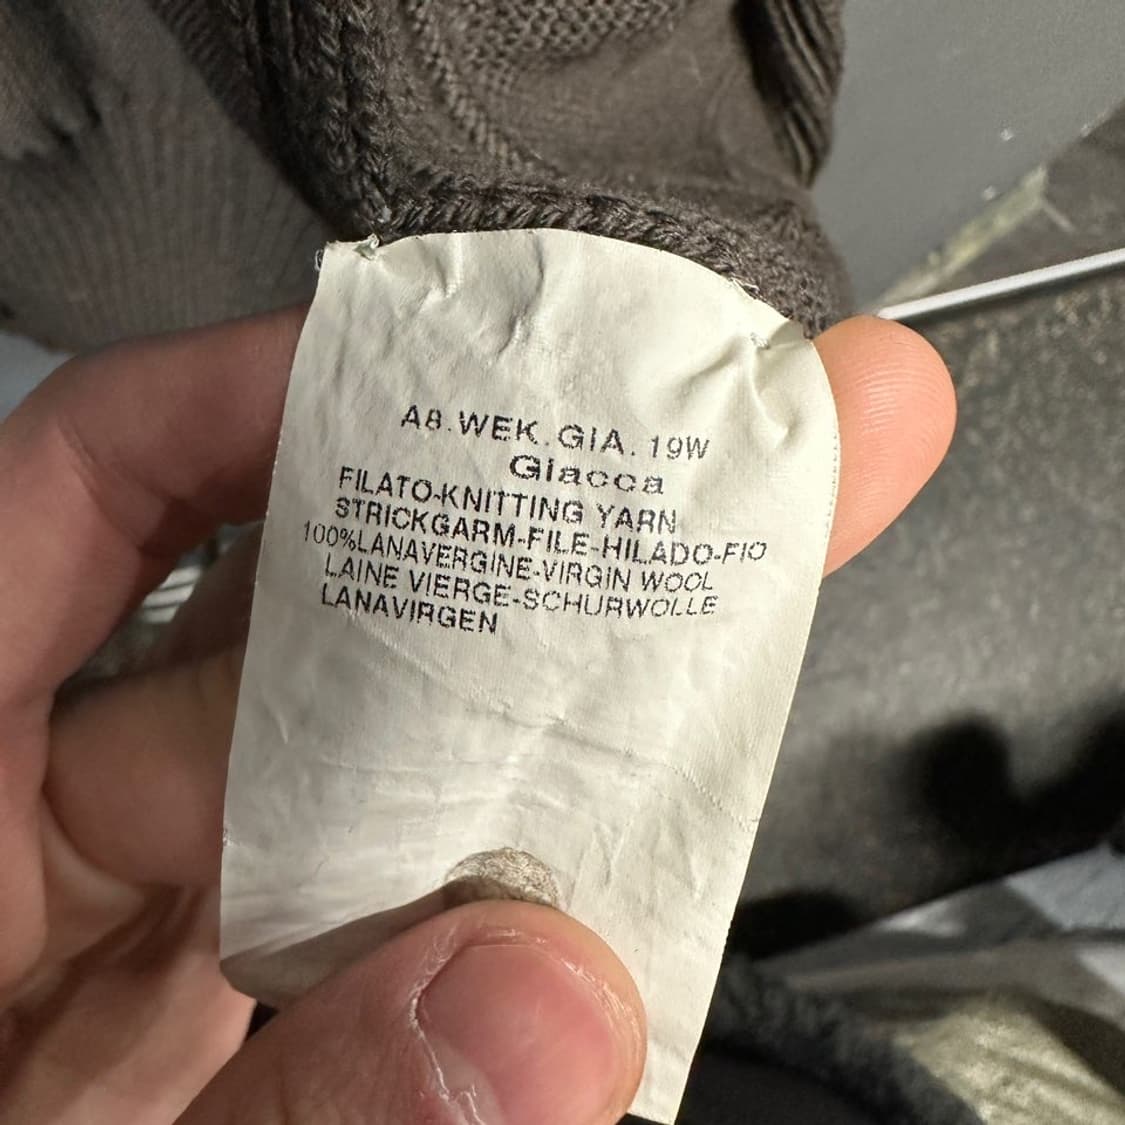 A8.WEK.GIA.19W
Giacca
FILATO-KNITTING YARN
STRICKGARM-FILE-HILADO-FIO
100%LANAVERGINE-VIRGIN WOOL
LAINE VIERGE-SCHURWOLLE
LANAVIRGEN